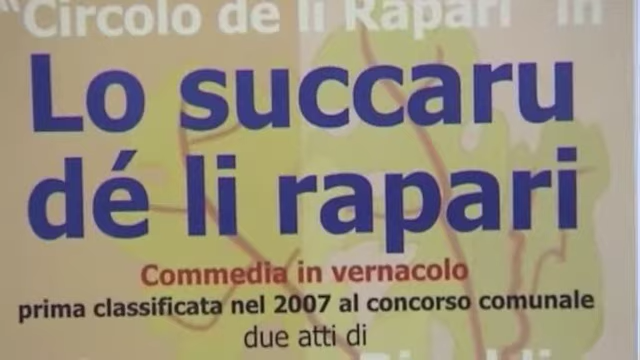 "Circolo de li Rapari" in
Lo succaru
dé li rapari
Commedia in vernacolo
prima classificata nel 2007 al concorso comunale
due atti di